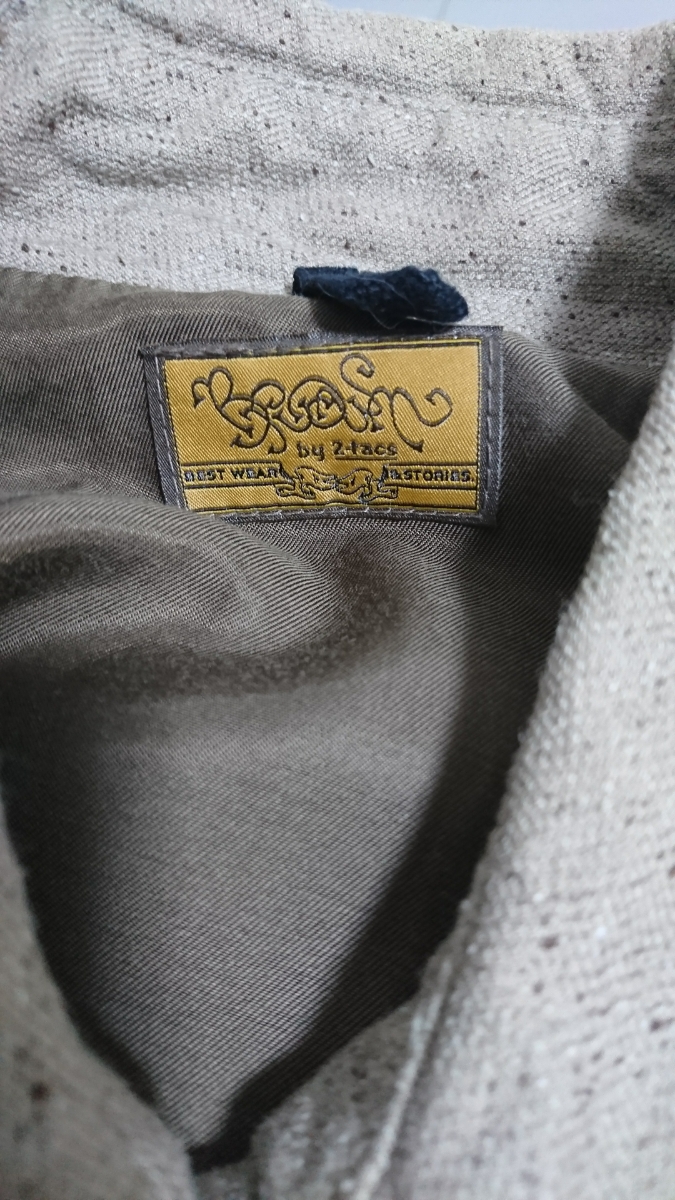 BROWN
by 2-tacs
BEST WEAR & STORIES.